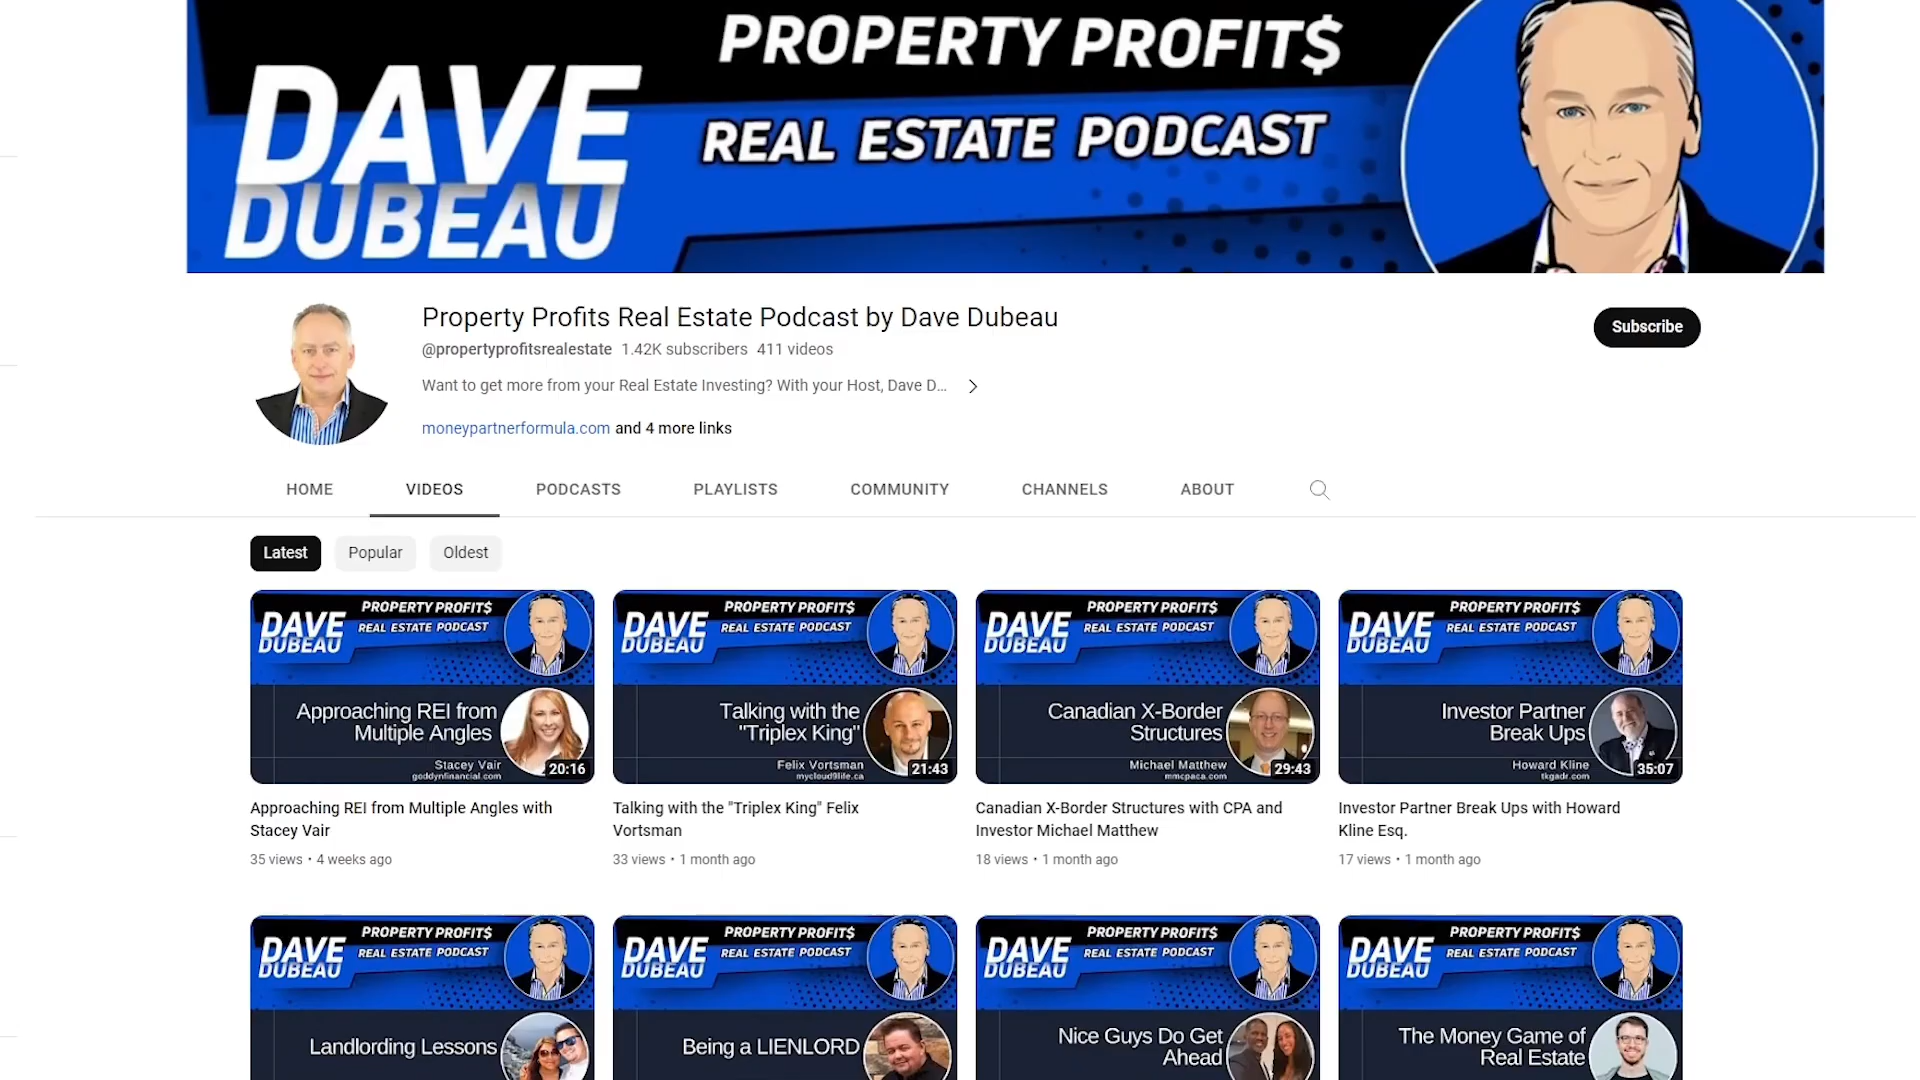 PROPERTY PROFIT$
REAL ESTATE PODCAST
DAVE
DUBEAU
Property Profits Real Estate Podcast by Dave Dubeau
@propertyprofitsrealestate 1.42K subscribers 411 videos
Want to get more from your Real Estate Investing? With your Host, Dave D...
moneypartnerformula.com and 4 more links
Subscribe
HOME VIDEOS PODCASTS PLAYLISTS COMMUNITY CHANNELS ABOUT
Latest Popular Oldest
DAVE
DUBEAU
PROPERTY PROFIT$
REAL ESTATE PODCAST
Approaching REI from
Multiple Angles
Stacey Vair
goddynfinancial.com
20:16
Approaching REI from Multiple Angles with
Stacey Vair
35 views • 4 weeks ago
DAVE
DUBEAU
PROPERTY PROFIT$
REAL ESTATE PODCAST
Talking with the
"Triplex King"
Felix Vortsman
mycloud9life.ca
21:43
Talking with the "Triplex King" Felix
Vortsman
33 views • 1 month ago
DAVE
DUBEAU
PROPERTY PROFIT$
REAL ESTATE PODCAST
Canadian X-Border
Structures
Michael Matthew
mmcpaca.com
29:43
Canadian X-Border Structures with CPA and
Investor Michael Matthew
18 views • 1 month ago
DAVE
DUBEAU
PROPERTY PROFIT$
REAL ESTATE PODCAST
Investor Partner
Break Ups
Howard Kline
tkgadr.com
35:07
Investor Partner Break Ups with Howard
Kline Esq.
17 views • 1 month ago
DAVE
DUBEAU
PROPERTY PROFIT$
REAL ESTATE PODCAST
Landlording Lessons
DAVE
DUBEAU
PROPERTY PROFIT$
REAL ESTATE PODCAST
Being a LIENLORD
DAVE
DUBEAU
PROPERTY PROFIT$
REAL ESTATE PODCAST
Nice Guys Do Get
Ahead
DAVE
DUBEAU
PROPERTY PROFIT$
REAL ESTATE PODCAST
The Money Game of
Real Estate